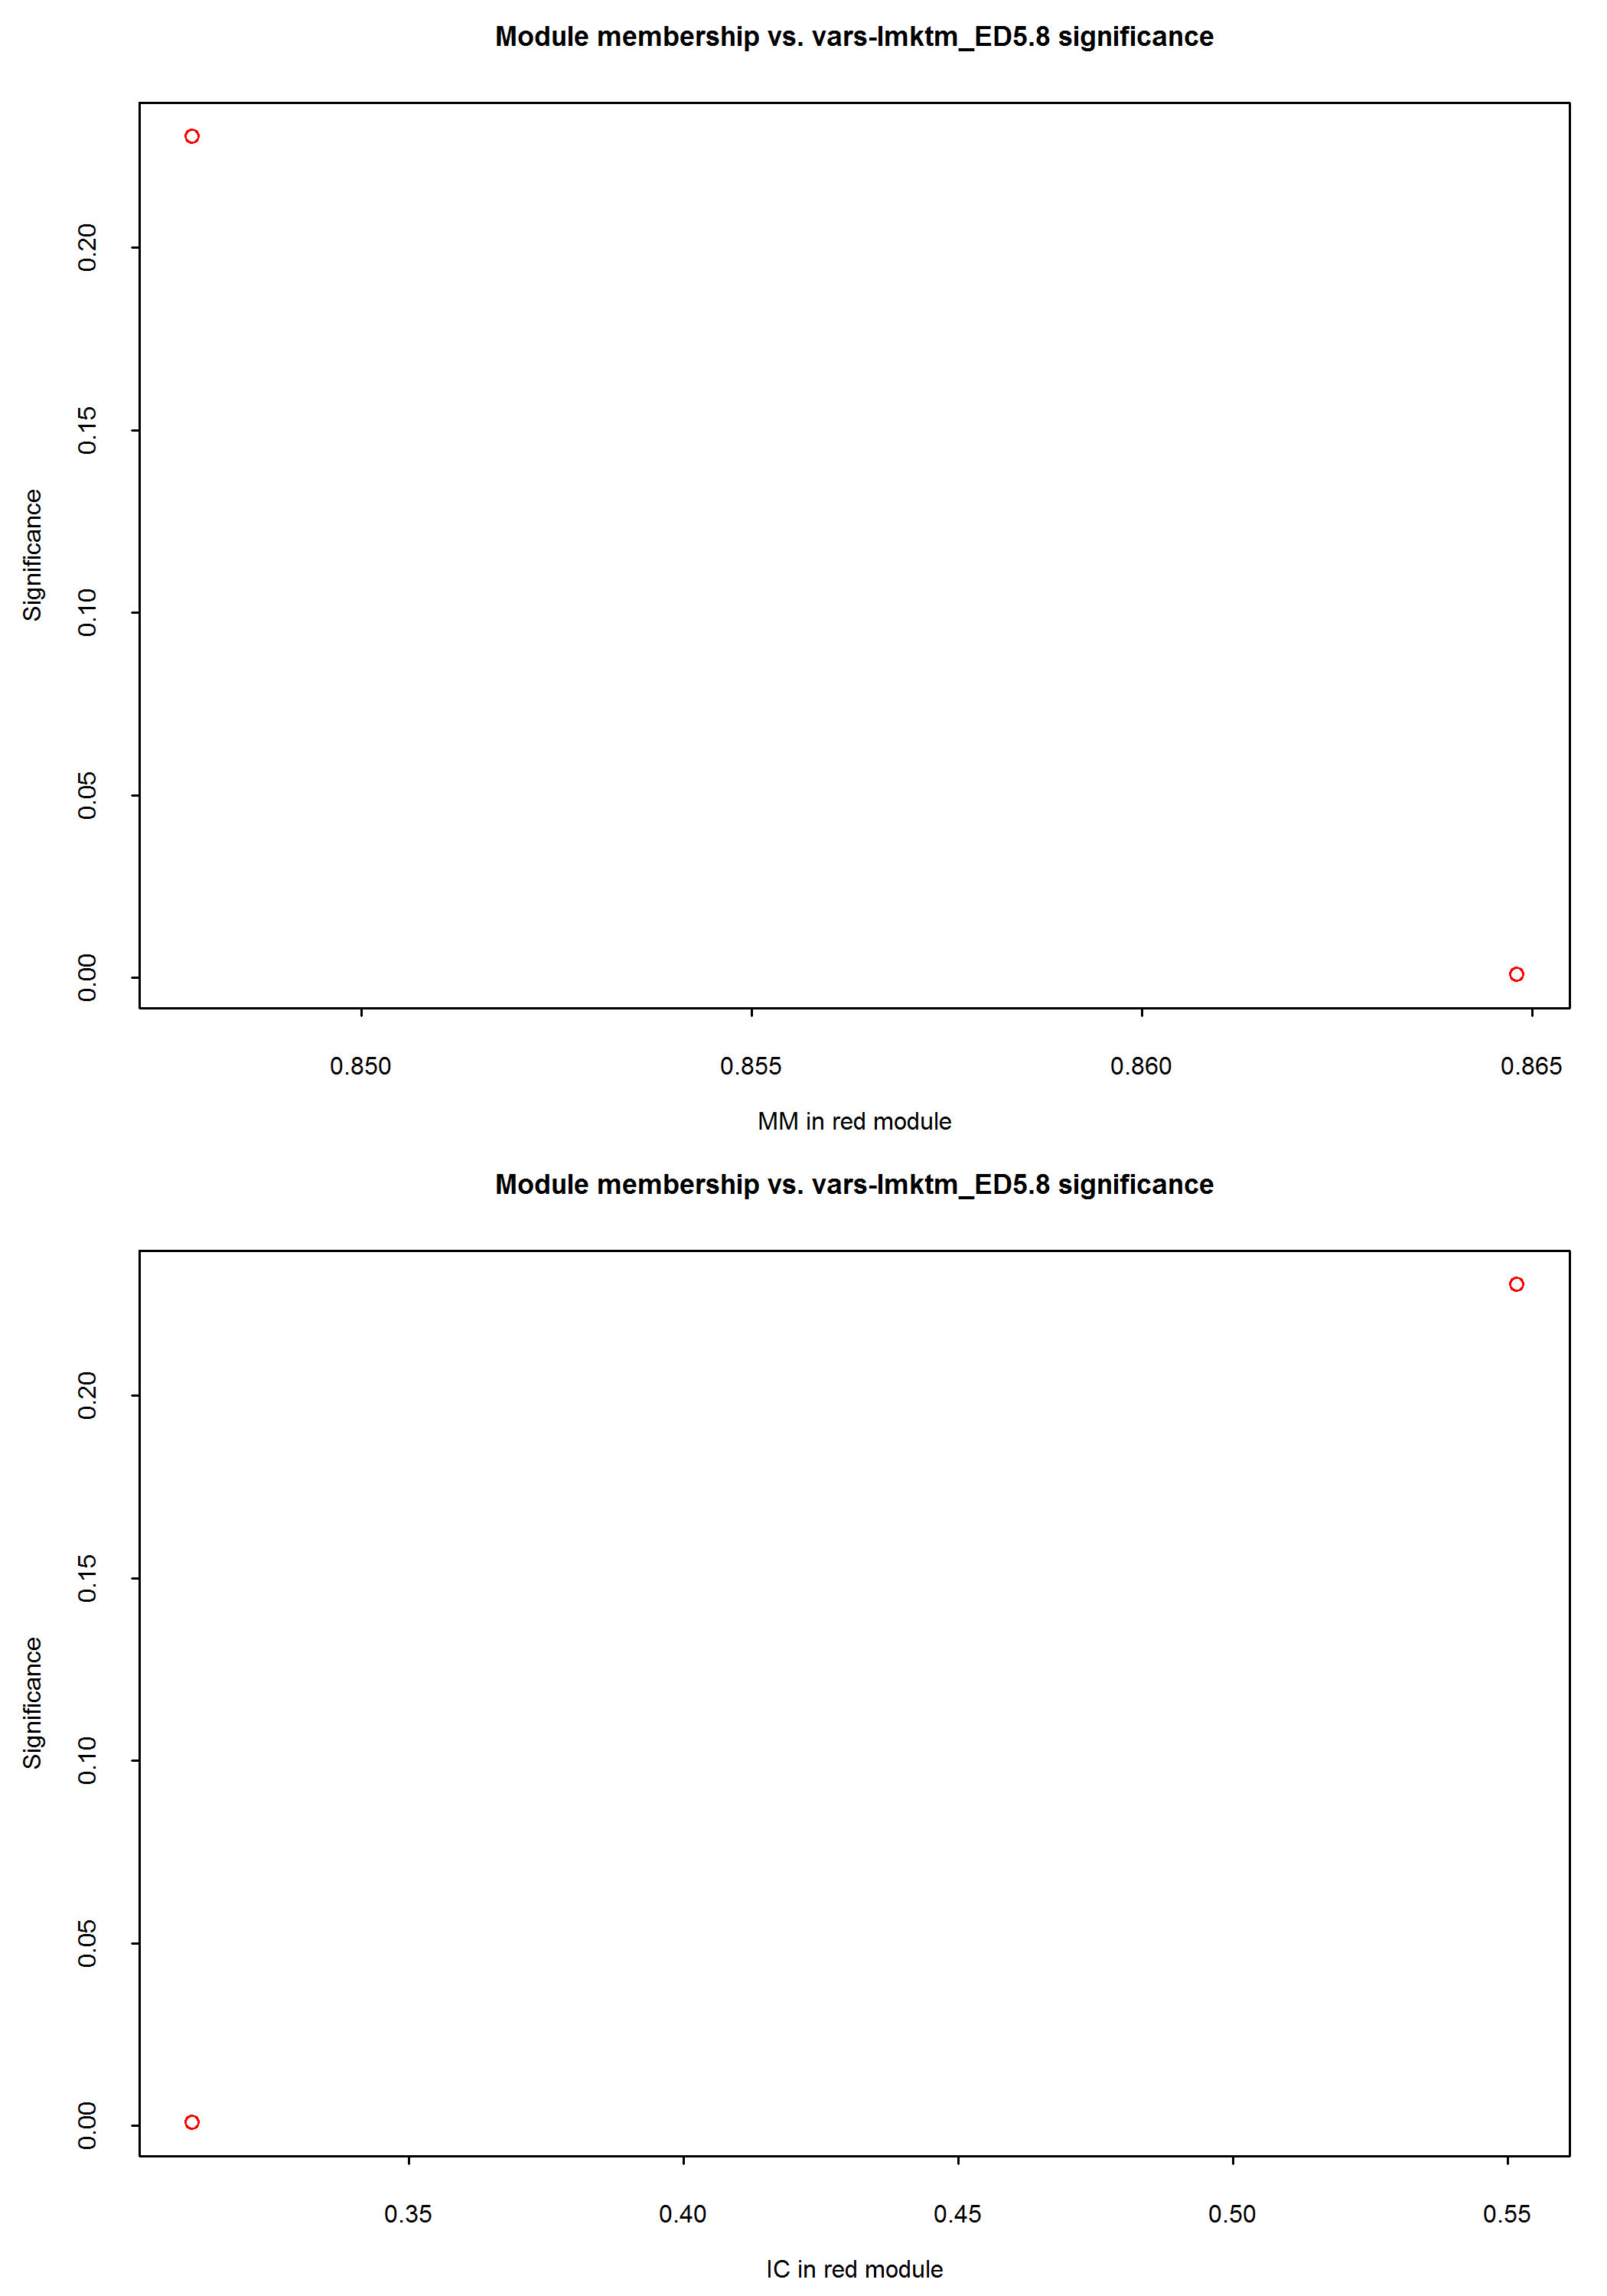 Module membership vs. vars-lmktm_ED5.8 significance
0.20
0.15
0.10
0.05
0.00
Significance
0.850 0.855 0.860 0.865
MM in red module
Module membership vs. vars-lmktm_ED5.8 significance
0.20
0.15
0.10
0.05
0.00
Significance
0.35 0.40 0.45 0.50 0.55
IC in red module